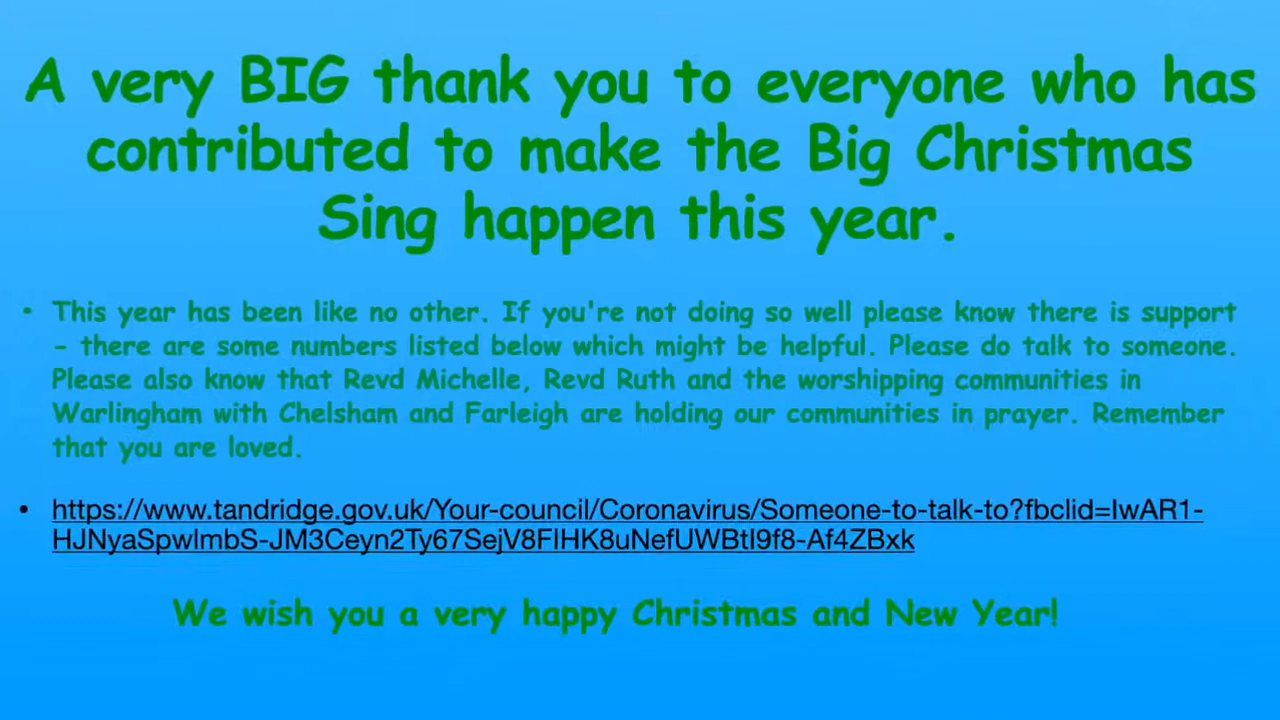 A very BIG thank you to everyone who has
contributed to make the Big Christmas
Sing happen this year.
• This year has been like no other. If you're not doing so well please know there is support
- there are some numbers listed below which might be helpful. Please do talk to someone.
Please also know that Revd Michelle, Revd Ruth and the worshipping communities in
Warlingham with Chelsham and Farleigh are holding our communities in prayer. Remember
that you are loved.
• https://www.tandridge.gov.uk/Your-council/Coronavirus/Someone-to-talk-to?fbclid=IwAR1-
HJNyaSpwlmbS-JM3Ceyn2Ty67SejV8FlHK8uNefUWBtI9f8-Af4ZBxk
We wish you a very happy Christmas and New Year!